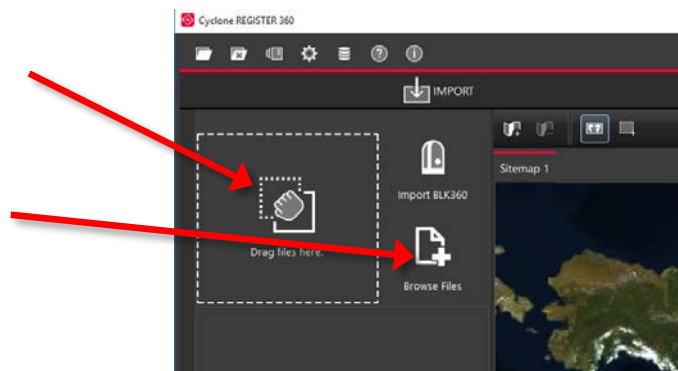 Cyclone REGISTER 360
IMPORT
Sitemap 1
Import BLK360
Drag files here.
Browse Files